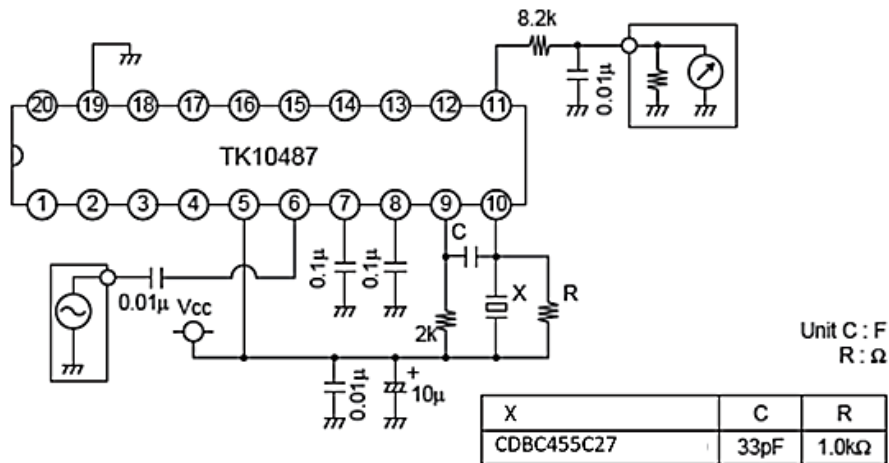 8.2k
0.01μ
20 19 18 17 16 15 14 13 12 11
TK10487
1 2 3 4 5 6 7 8 9 10
C
0.1μ
0.1μ
0.01μ
Vcc
X
R
2k
0.01μ
+
10μ
Unit C : F
R : Ω
X C R
CDBC455C27 33pF 1.0kΩ